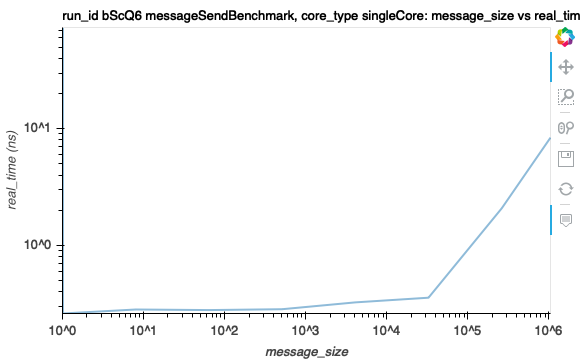 run_id bScQ6 messageSendBenchmark, core_type singleCore: message_size vs real_tim
10^1
10^0
real_time (ns)
10^0 10^1 10^2 10^3 10^4 10^5 10^6
message_size